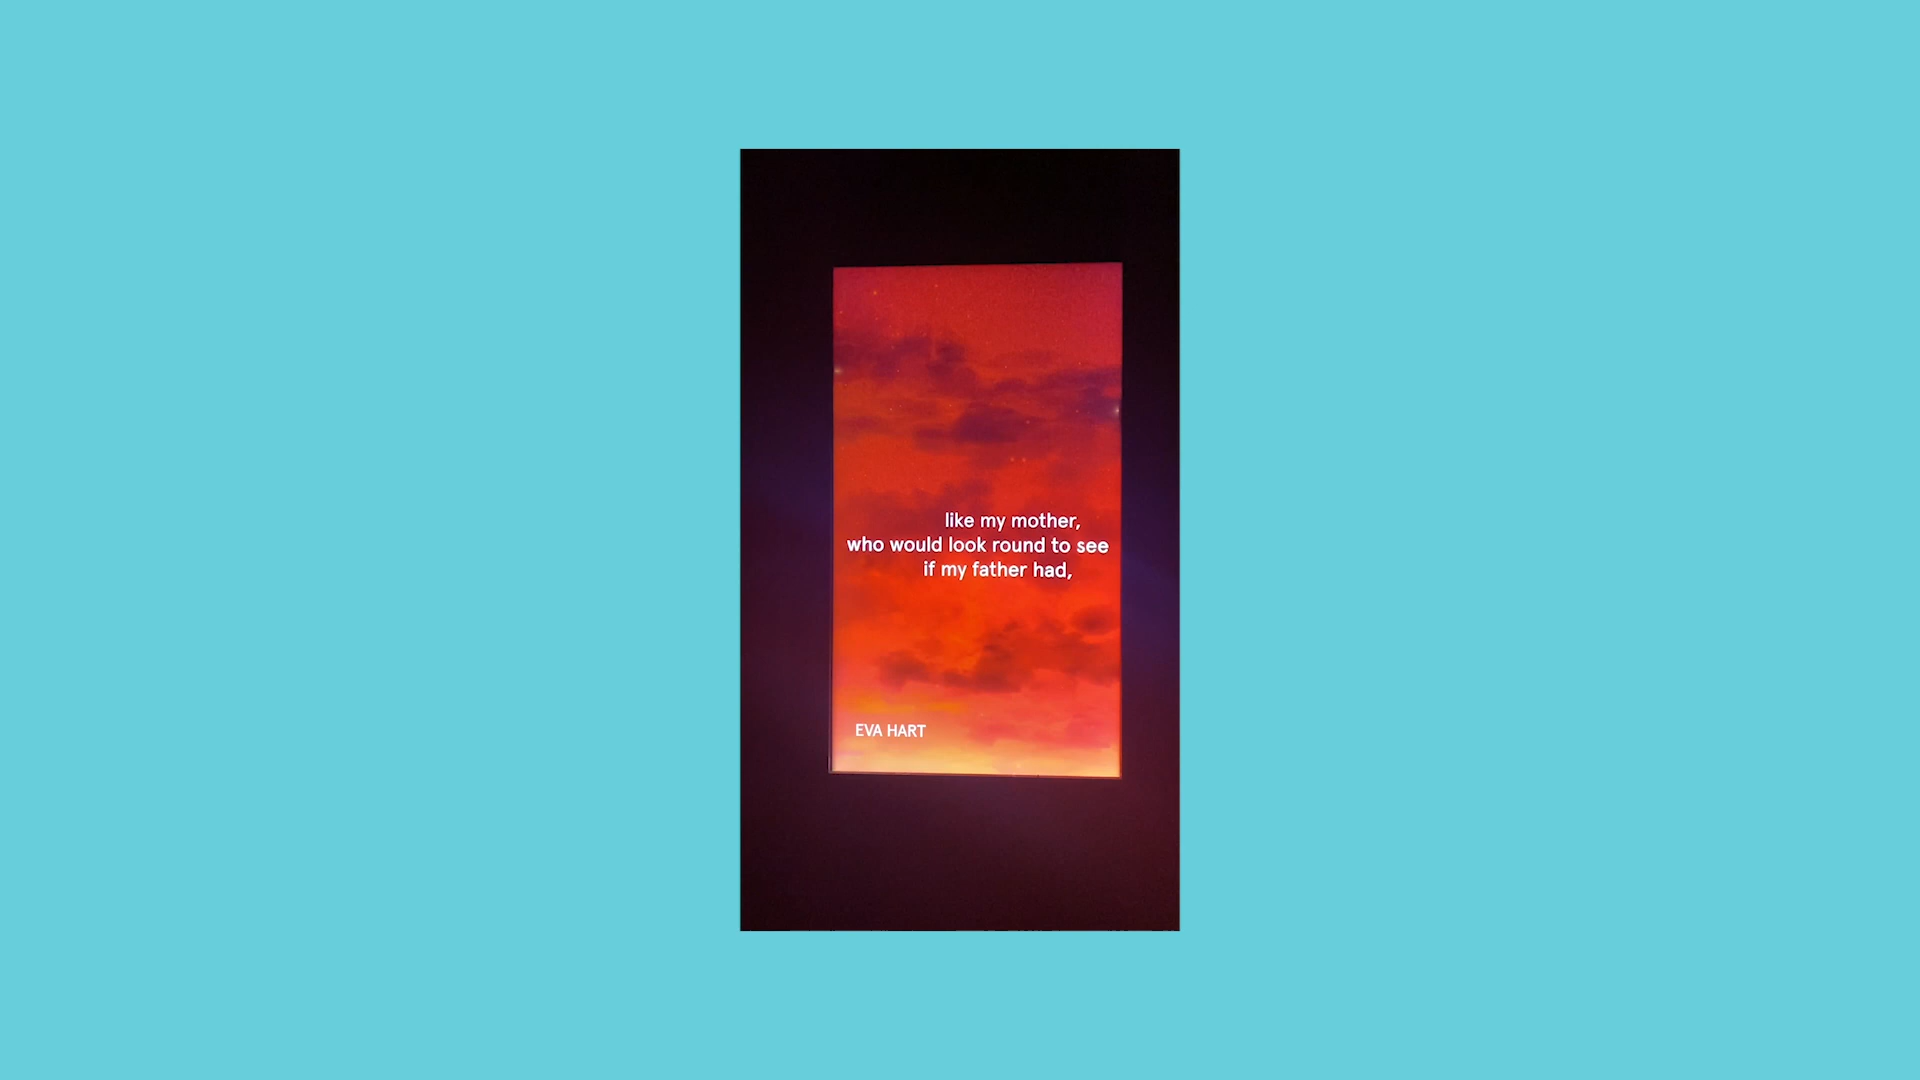 like my mother,
who would look round to see
if my father had,
EVA HART